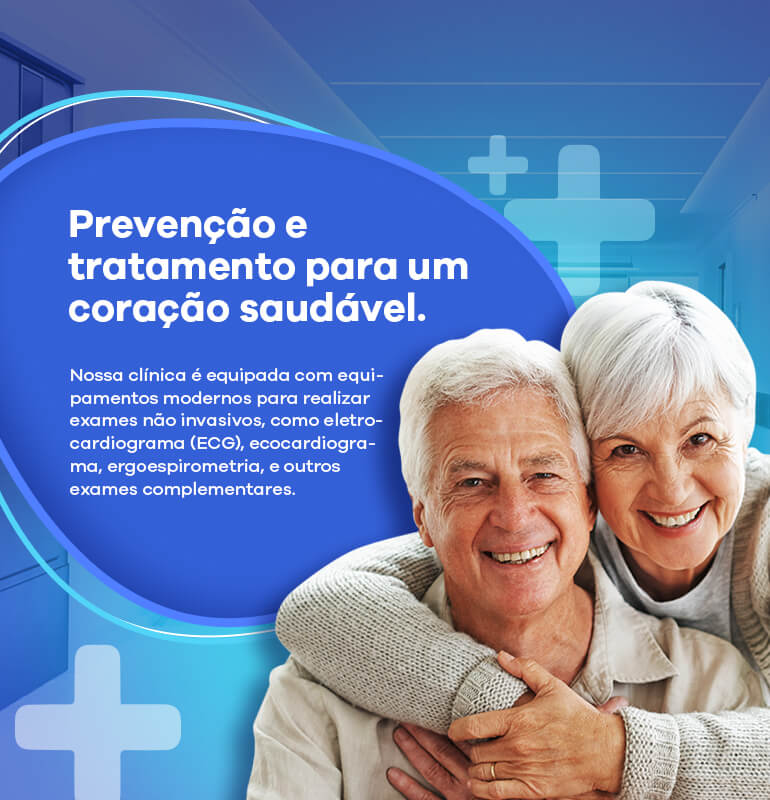 Prevenção e
tratamento para um
coração saudável.
Nossa clínica é equipada com equi-
pamentos modernos para realizar
exames não invasivos, como eletro-
cardiograma (ECG), ecocardiogra-
ma, ergoespirometria, e outros
exames complementares.